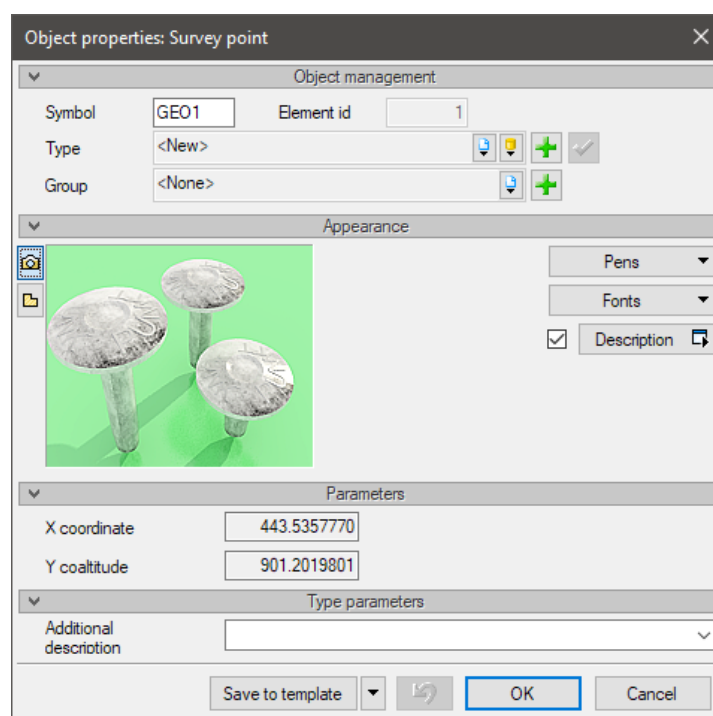 Object properties: Survey point
Object management
Symbol GEO1 Element id 1
Type <New>
Group <None>
Appearance
Pens
Fonts
Description
Parameters
X coordinate 443.5357770
Y coaltitude 901.2019801
Type parameters
Additional
description
Save to template OK Cancel